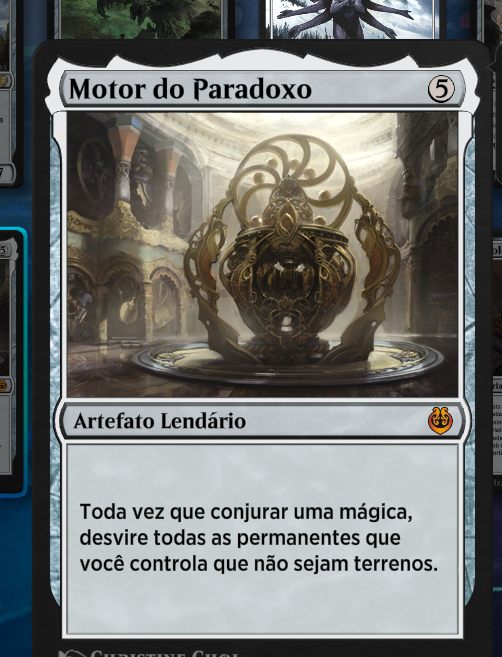 Motor do Paradoxo
5
Artefato Lendário
Toda vez que conjurar uma mágica,
desvire todas as permanentes que
você controla que não sejam terrenos.